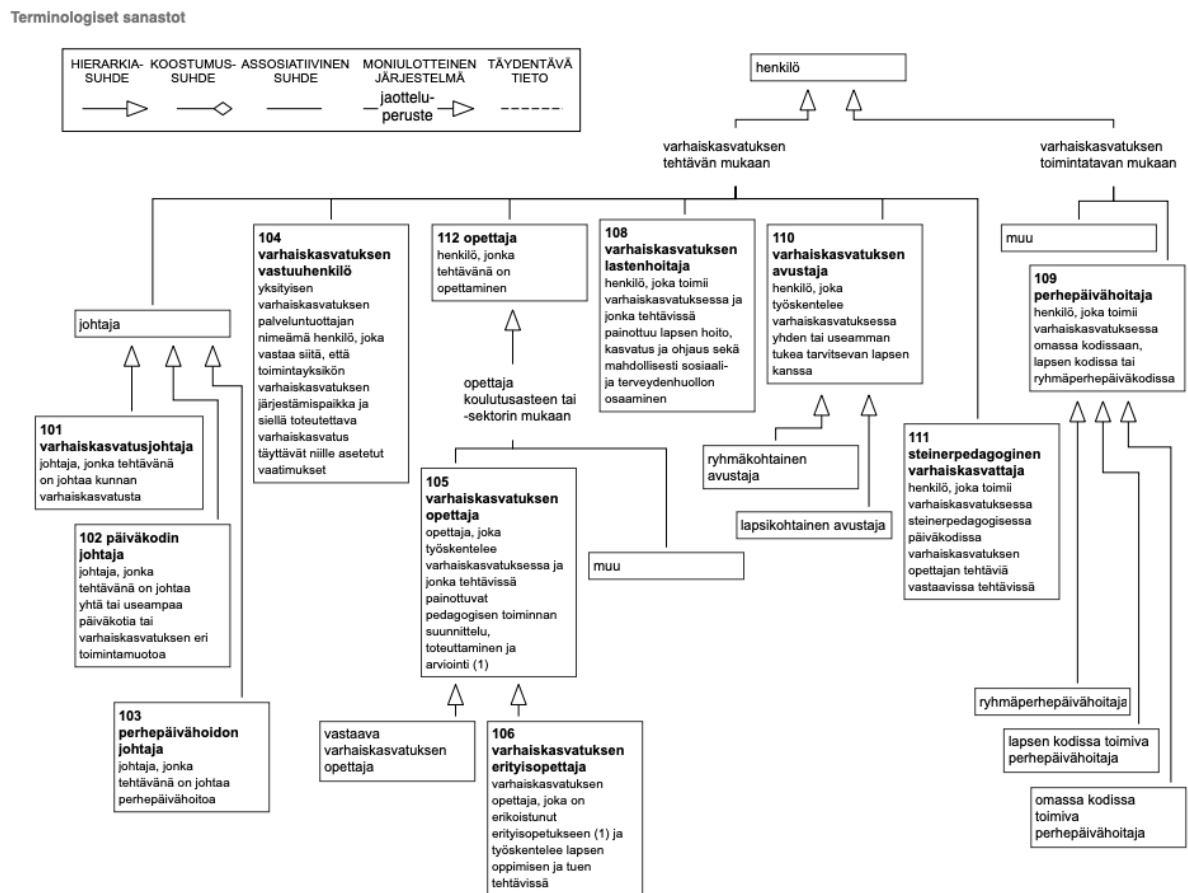 Terminologiset sanastot
HIERARKIA-
SUHDE
KOOSTUMUS-
SUHDE
ASSOSIATIIVINEN
SUHDE
MONIULOTTEINEN
JÄRJESTELMÄ
jaottelu-
peruste
TÄYDENTÄVÄ
TIETO
henkilö
varhaiskasvatuksen
tehtävän mukaan
varhaiskasvatuksen
toimintatavan mukaan
johtaja
101
varhaiskasvatusjohtaja
johtaja, jonka tehtävänä
on johtaa kunnan
varhaiskasvatusta
102 päiväkodin
johtaja
johtaja, jonka
tehtävänä on johtaa
yhtä tai useampaa
päiväkotia tai
varhaiskasvatuksen eri
toimintamuotoa
103
perhepäivähoidon
johtaja
johtaja, jonka
tehtävänä on johtaa
perhepäivähoitoa
104
varhaiskasvatuksen
vastuuhenkilö
yksityisen
varhaiskasvatuksen
palveluntuottajan
nimeämä henkilö, joka
vastaa siitä, että
toimintayksikön
varhaiskasvatuksen
järjestämispaikka ja
siellä toteutettava
varhaiskasvatus
täyttävät niille asetetut
vaatimukset
112 opettaja
henkilö, jonka
tehtävänä on
opettaminen
opettaja
koulutusasteen tai
-sektorin mukaan
105
varhaiskasvatuksen
opettaja
opettaja, joka
työskentelee
varhaiskasvatuksessa ja
jonka tehtävissä
painottuvat
pedagogisen toiminnan
suunnittelu,
toteuttaminen ja
arviointi (1)
muu
vastaava
varhaiskasvatuksen
opettaja
106
varhaiskasvatuksen
erityisopettaja
varhaiskasvatuksen
opettaja, joka on
erikoistunut
erityisopetukseen (1) ja
työskentelee lapsen
oppimisen ja tuen
tehtävissä
108
varhaiskasvatuksen
lastenhoitaja
henkilö, joka toimii
varhaiskasvatuksessa ja
jonka tehtävissä
painottuu lapsen hoito,
kasvatus ja ohjaus sekä
mahdollisesti sosiaali-
ja terveydenhuollon
osaaminen
110
varhaiskasvatuksen
avustaja
henkilö, joka
työskentelee
varhaiskasvatuksessa
yhden tai useamman
tukea tarvitsevan lapsen
kanssa
ryhmäkohtainen
avustaja
lapsikohtainen avustaja
111
steinerpedagoginen
varhaiskasvattaja
henkilö, joka toimii
varhaiskasvatuksessa
steinerpedagogisessa
päiväkodissa
varhaiskasvatuksen
opettajan tehtäviä
vastaavissa tehtävissä
muu
109
perhepäivähoitaja
henkilö, joka toimii
varhaiskasvatuksessa
omassa kodissaan,
lapsen kodissa tai
ryhmäperhepäiväkodissa
ryhmäperhepäivähoitaja
lapsen kodissa toimiva
perhepäivähoitaja
omassa kodissa
toimiva
perhepäivähoitaja